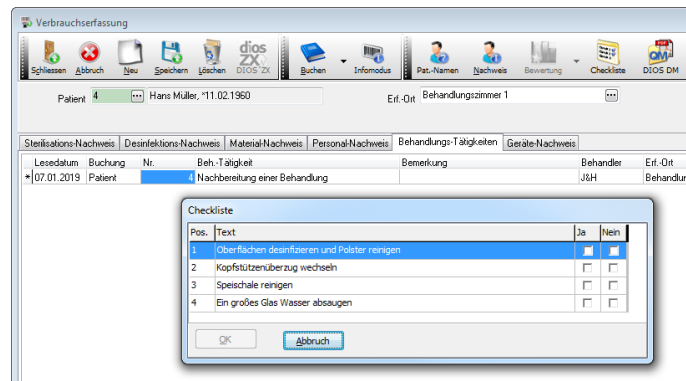 Verbrauchserfassung
dios ZX
PDF
QM
Schliessen Abbruch Neu Speichern Löschen DIOS ZX Buchen Infomodus Pat.-Namen Nachweis Bewertung Checkliste DIOS DM
Patient 4 ... Hans Müller, *11.02.1960 Erf.-Ort Behandlungszimmer 1 ...
Sterilisations-Nachweis Desinfektions-Nachweis Material-Nachweis Personal-Nachweis Behandlungs-Tätigkeiten Geräte-Nachweis
Lesedatum Buchung Nr. Beh.-Tätigkeit Bemerkung Behandler Erf.-Ort
* 07.01.2019 Patient 4 Nachbereitung einer Behandlung J&H Behandlun
Checkliste
Pos. Text Ja Nein
1 Oberflächen desinfizieren und Polster reinigen
2 Kopfstützenüberzug wechseln
3 Speischale reinigen
4 Ein großes Glas Wasser absaugen
OK Abbruch